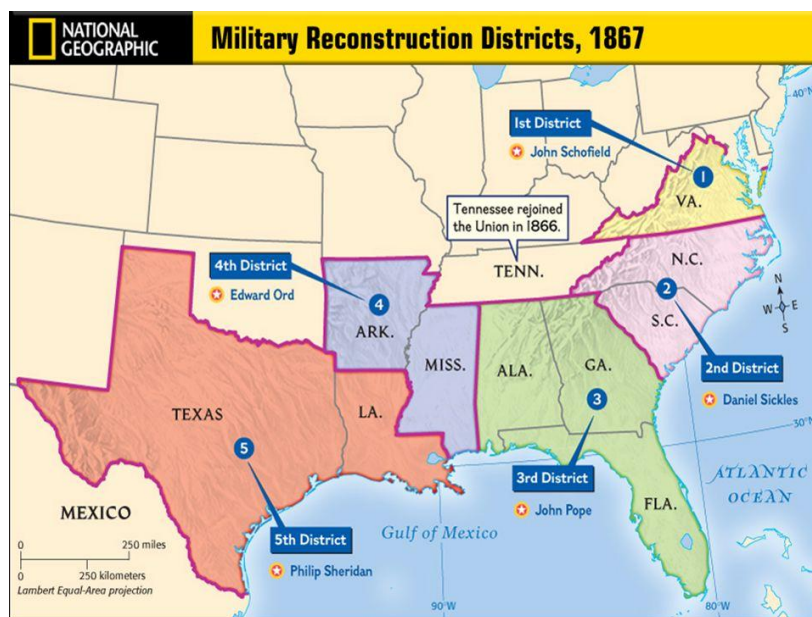 NATIONAL
GEOGRAPHIC
Military Reconstruction Districts, 1867
40°N
1st District
John Schofield
1
VA.
Tennessee rejoined
the Union in 1866.
TENN.
N.C.
2
S.C.
N
W
E
S
4th District
Edward Ord
4
ARK.
MISS.
ALA.
GA.
3
2nd District
Daniel Sickles
TEXAS
LA.
5
30°N
3rd District
John Pope
FLA.
ATLANTIC
OCEAN
MEXICO
Gulf of Mexico
5th District
Philip Sheridan
0
250 miles
0
250 kilometers
Lambert Equal-Area projection
90°W
80°W